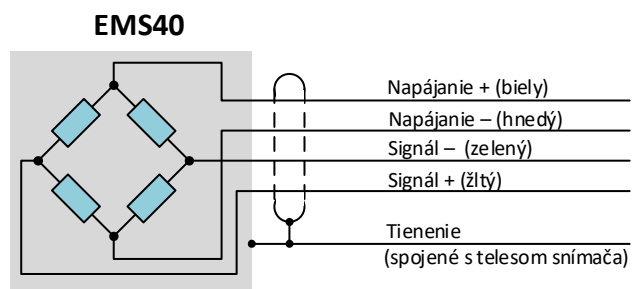 EMS40
Napájanie + (biely)
Napájanie – (hnedý)
Signál – (zelený)
Signál + (žltý)
Tienenie
(spojené s telesom snímača)